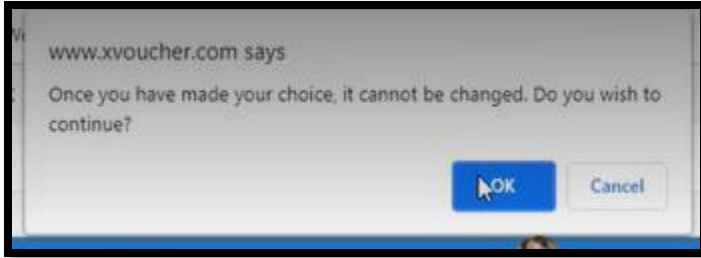 www.xvoucher.com says
Once you have made your choice, it cannot be changed. Do you wish to
continue?
OK
Cancel